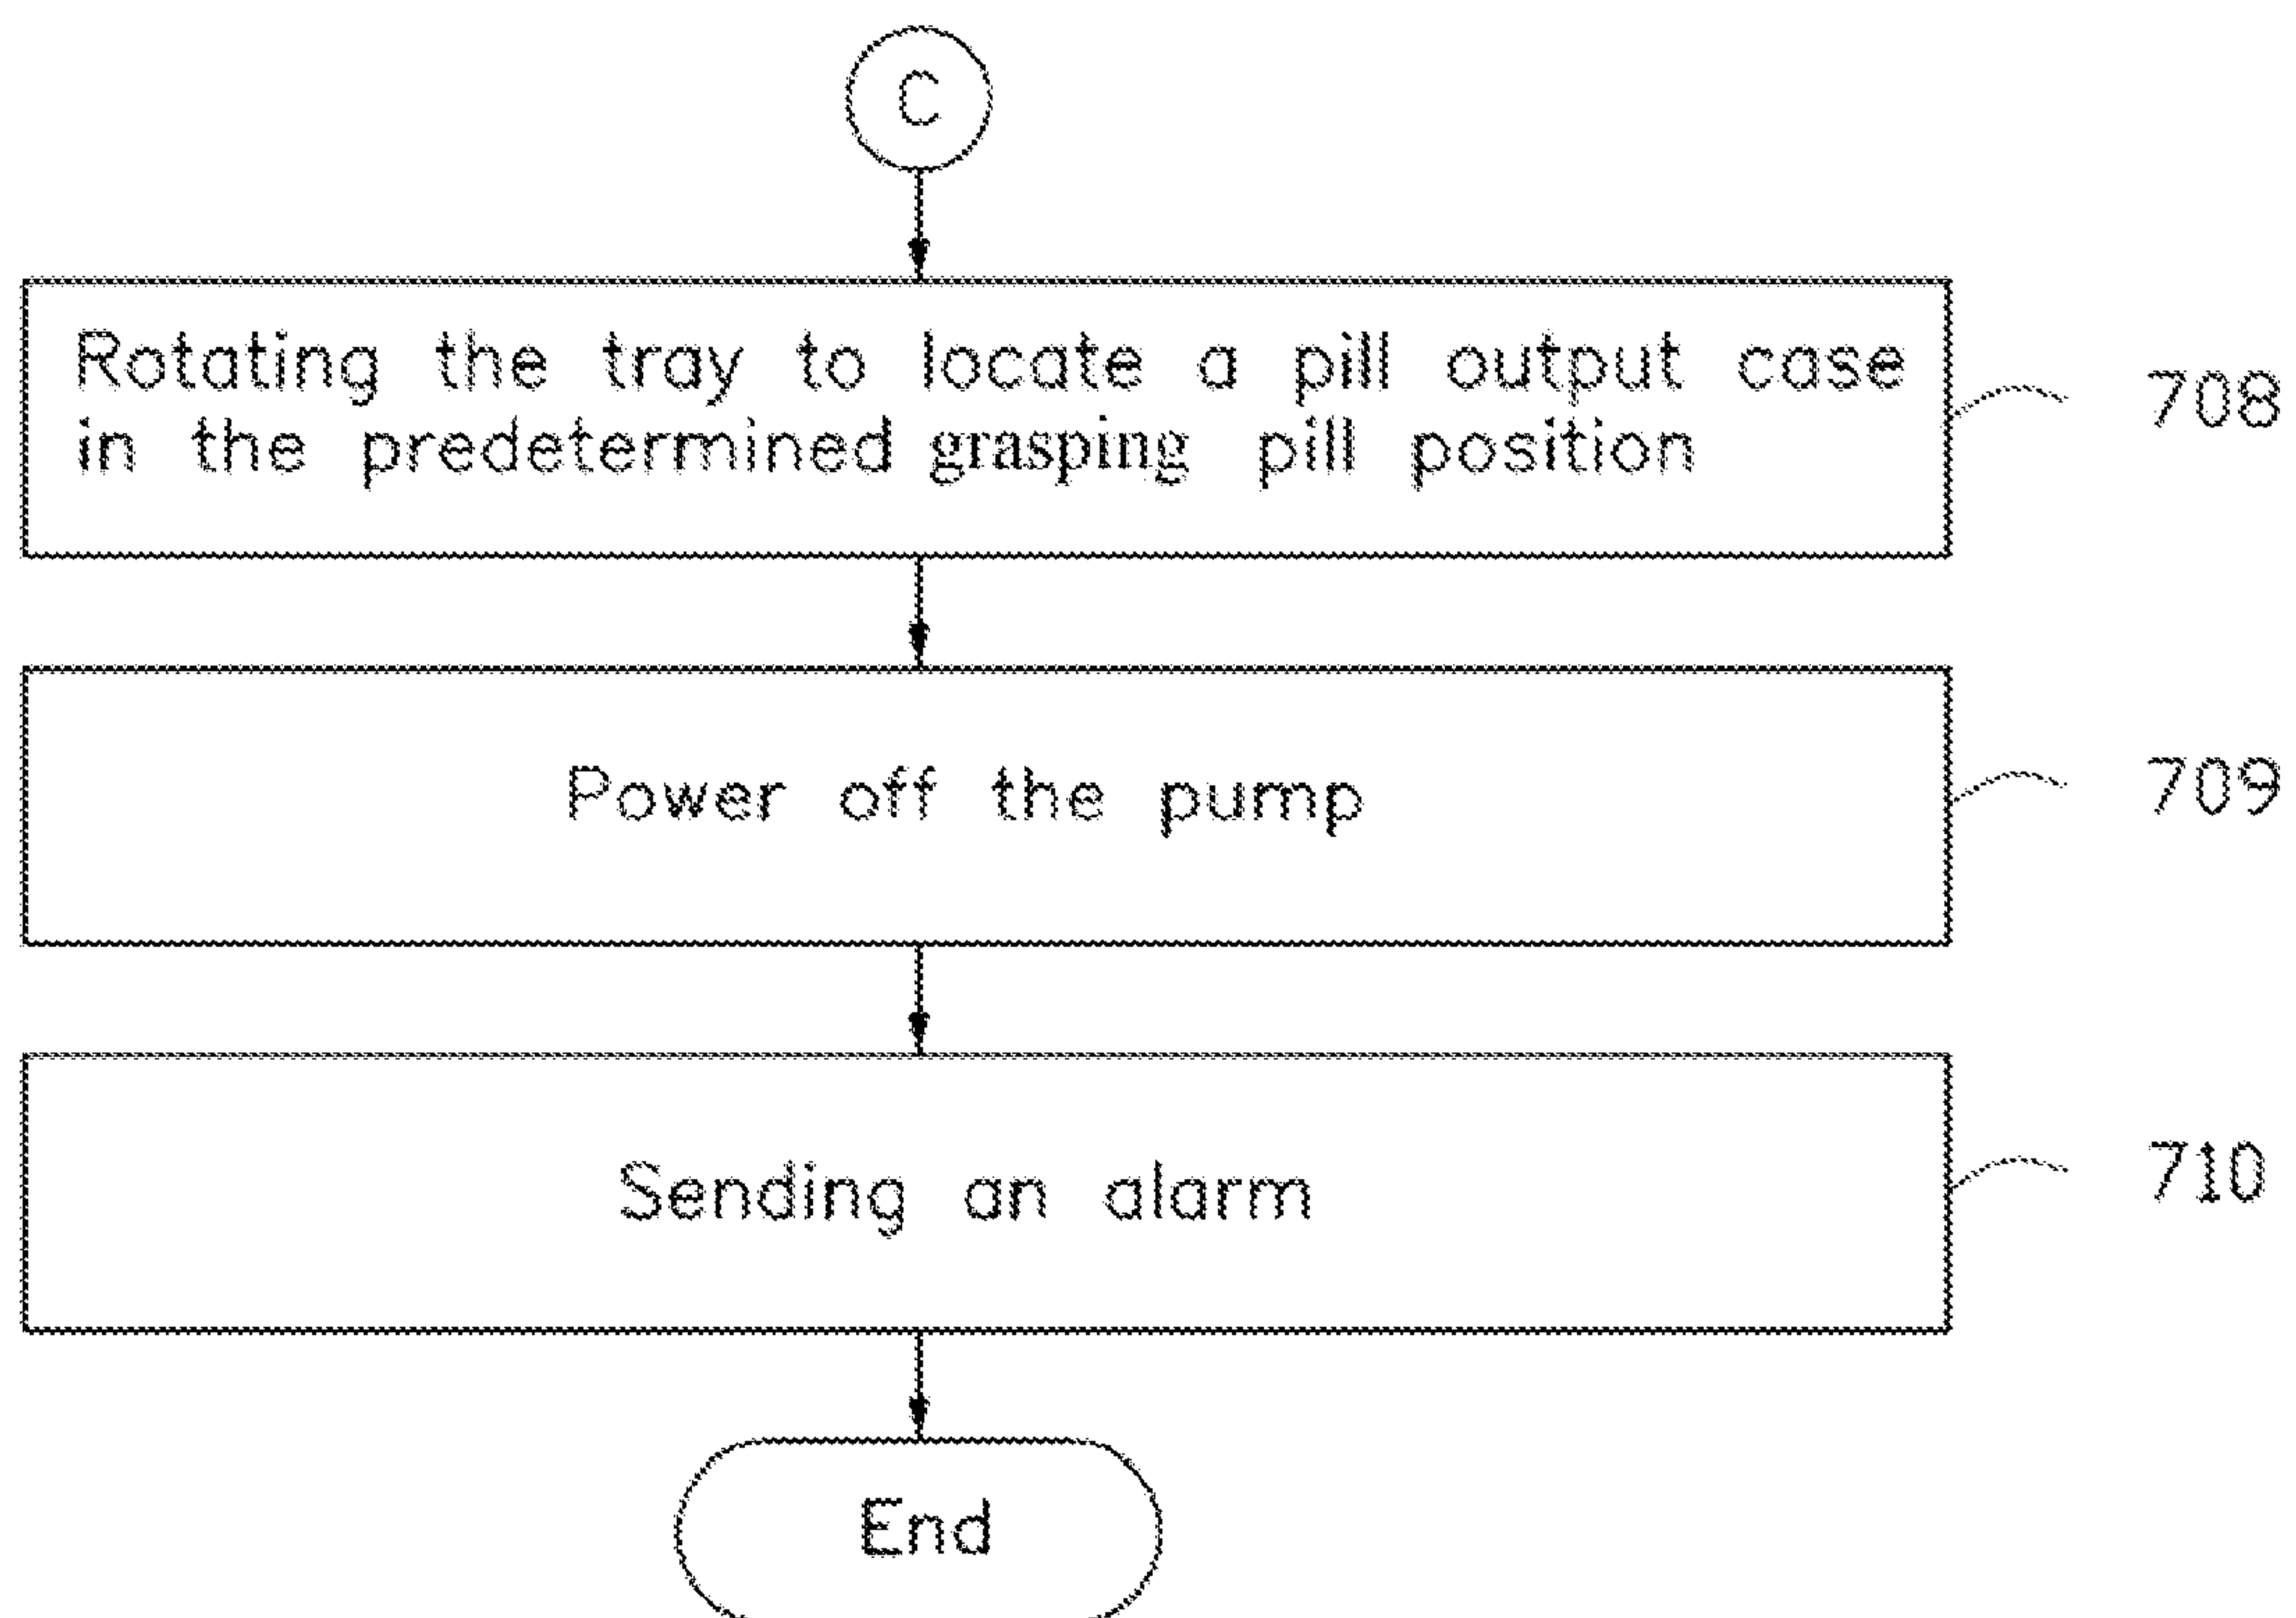 C
Rotating the tray to locate a pill output case
in the predetermined grasping pill position
708
Power off the pump
709
Sending an alarm
710
End